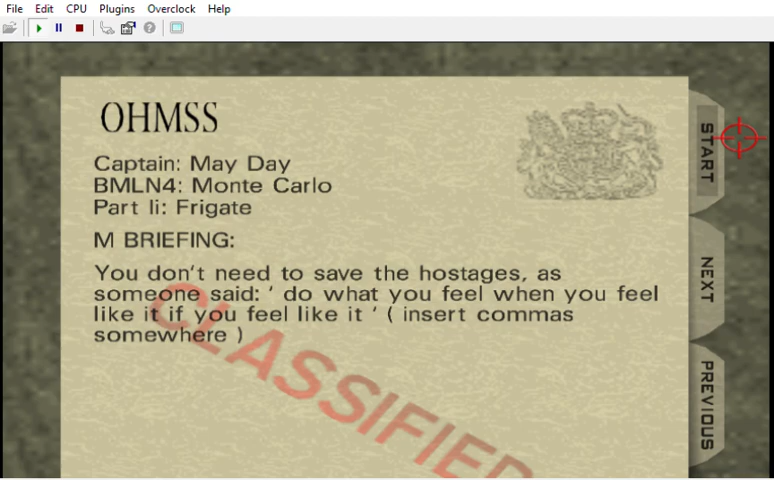 File Edit CPU Plugins Overclock Help
OHMSS
Captain: May Day
BMLN4: Monte Carlo
Part Ii: Frigate
M BRIEFING:
You don't need to save the hostages, as
someone said: ' do what you feel when you feel
like it if you feel like it ' ( insert commas
somewhere )
CLASSIFIED
START
NEXT
PREVIOUS